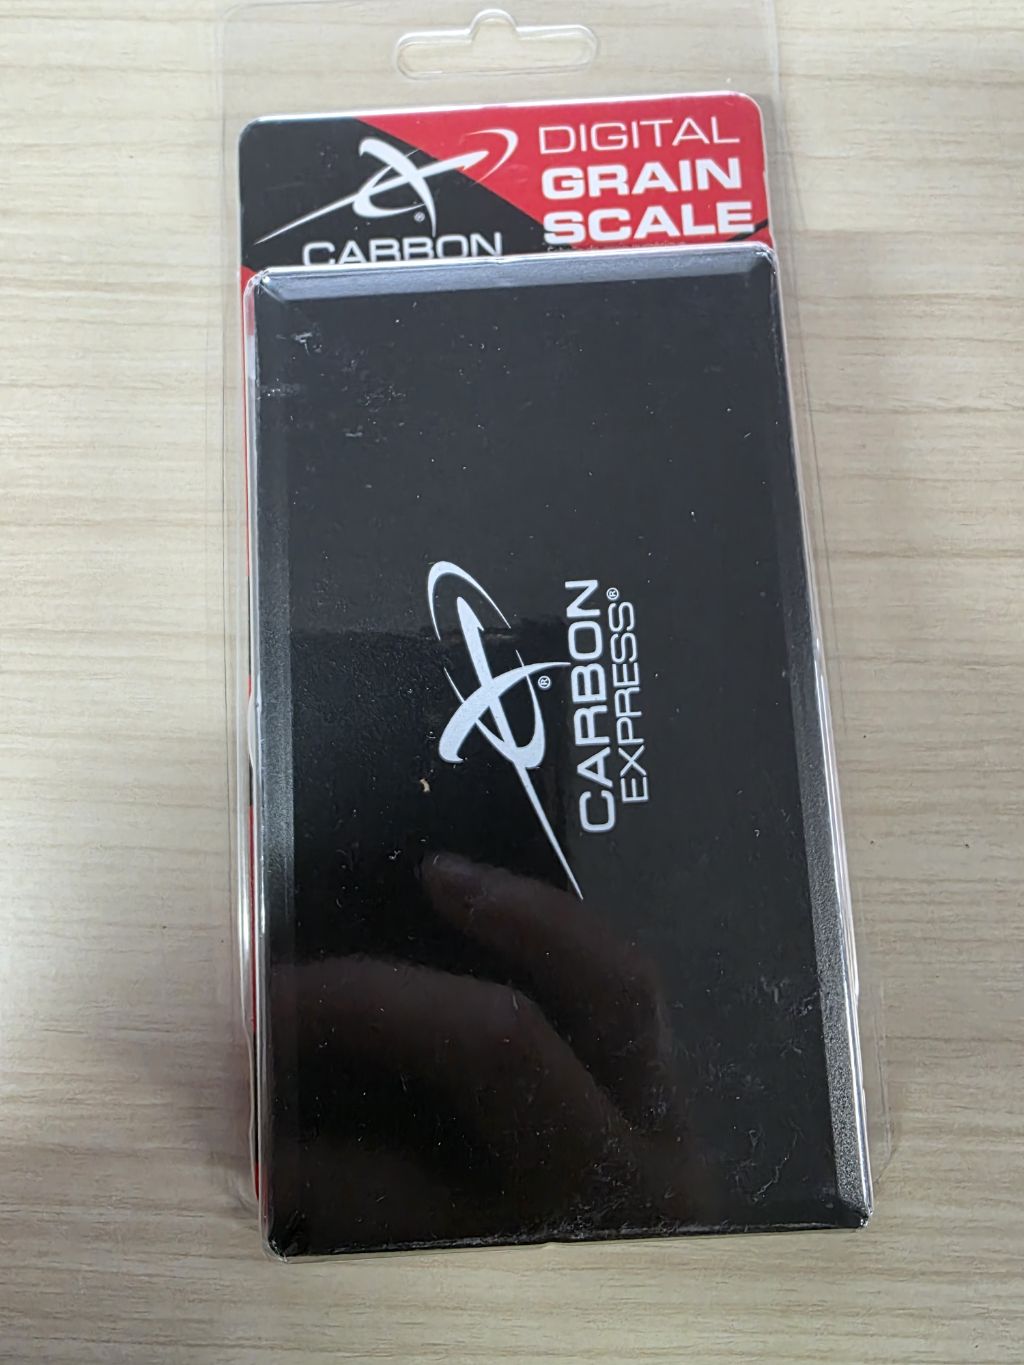 DIGITAL
GRAIN
SCALE
®
CARBON
®
CARBON
EXPRESS®